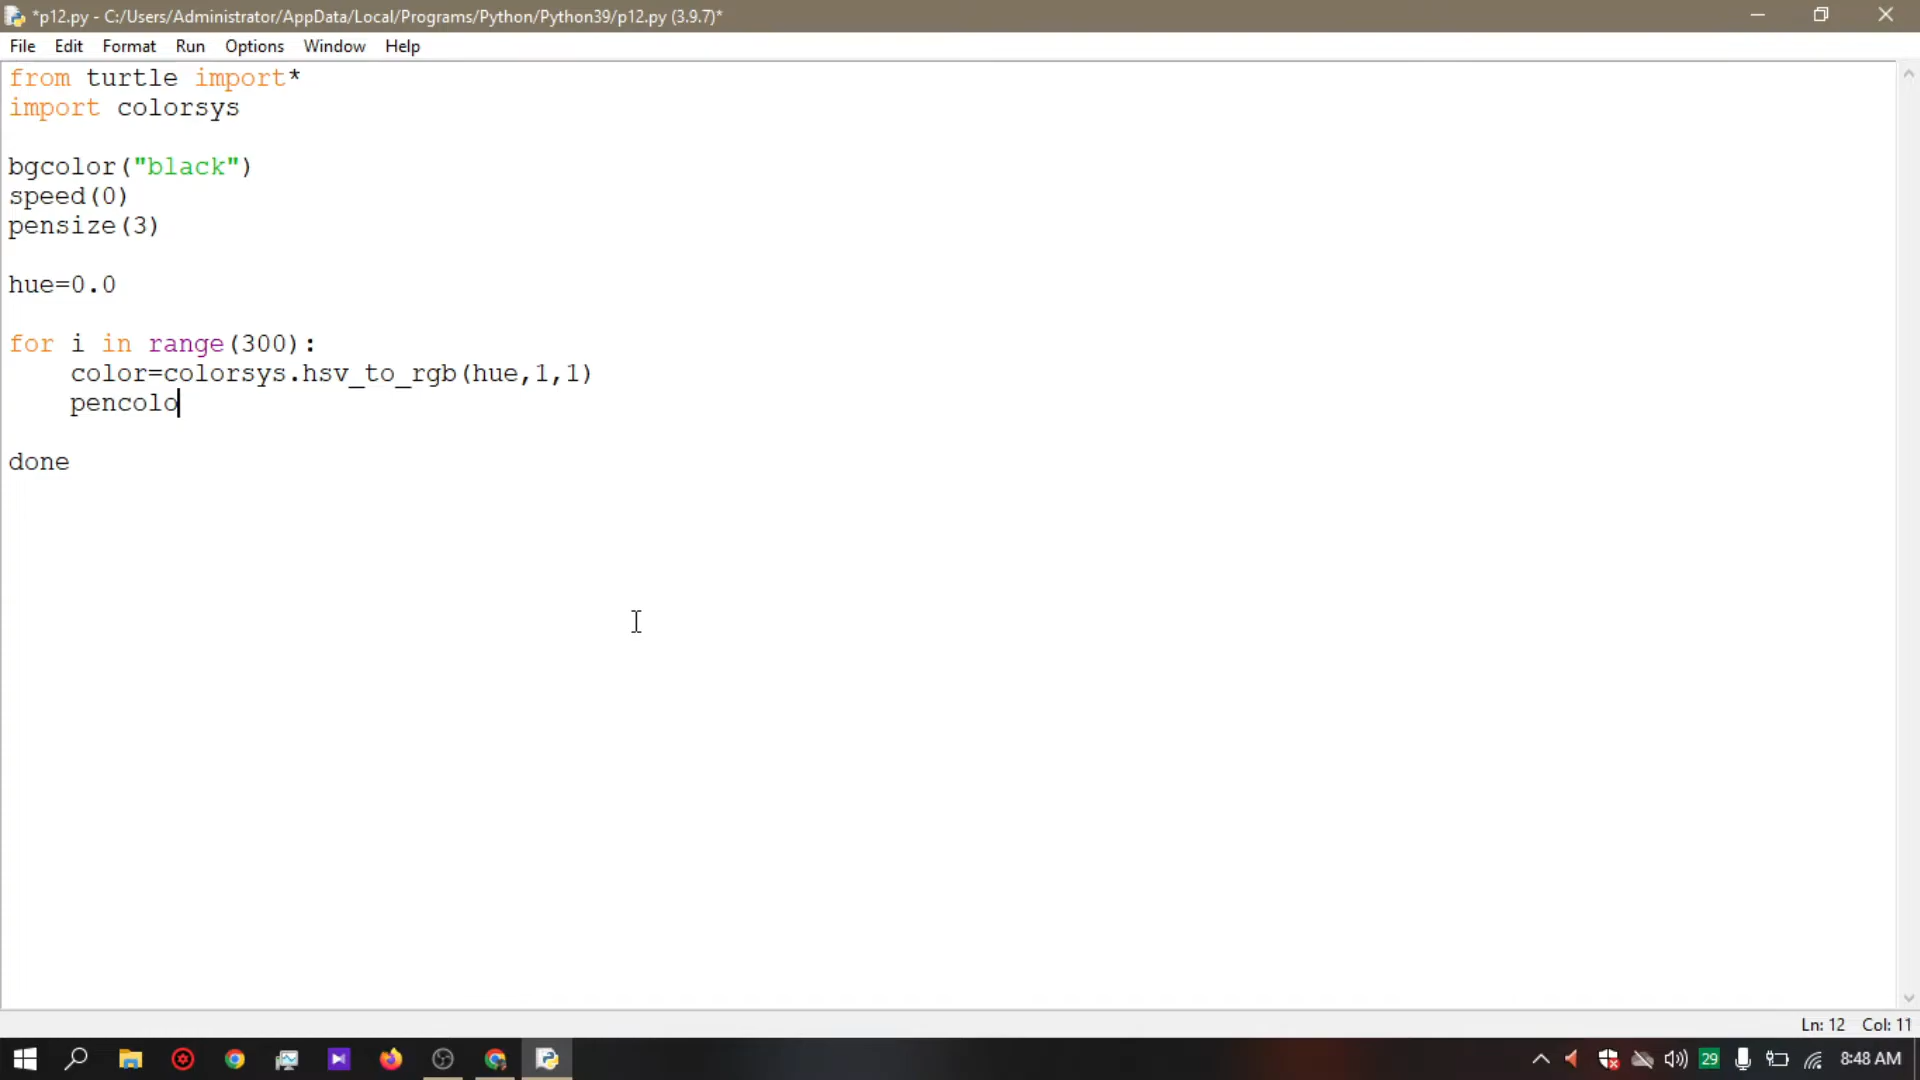 *p12.py - C:/Users/Administrator/AppData/Local/Programs/Python/Python39/p12.py (3.9.7)*
File Edit Format Run Options Window Help
from turtle import*
import colorsys
bgcolor("black")
speed(0)
pensize(3)
hue=0.0
for i in range(300):
    color=colorsys.hsv_to_rgb(hue,1,1)
    pencolo
done
Ln: 12 Col: 11
29 8:48 AM